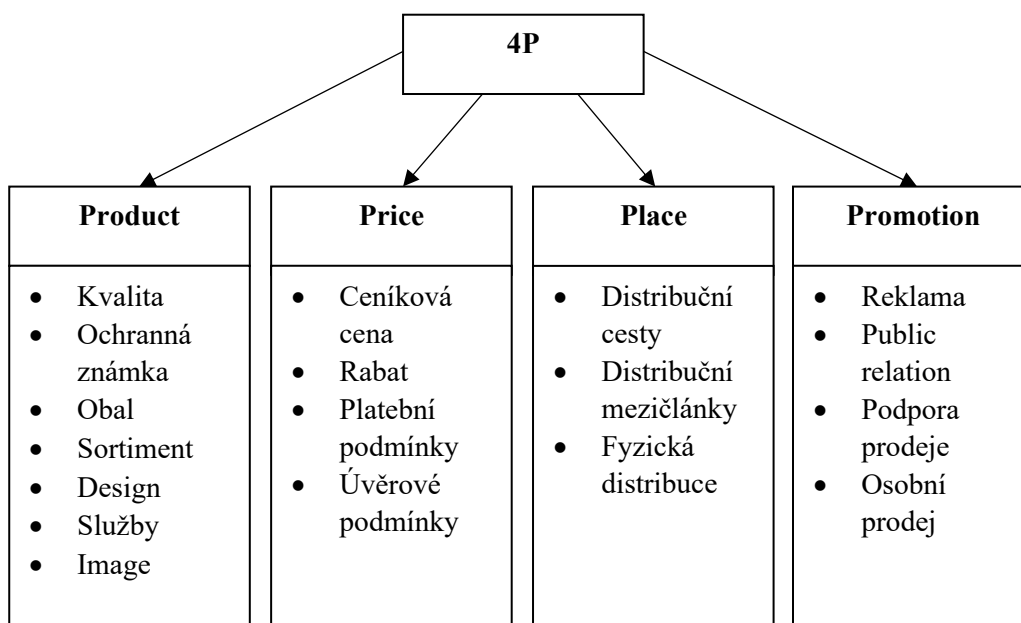 4P
Product
• Kvalita
• Ochranná
známka
• Obal
• Sortiment
• Design
• Služby
• Image
Price
• Ceníková
cena
• Rabat
• Platební
podmínky
• Úvěrové
podmínky
Place
• Distribuční
cesty
• Distribuční
mezičlánky
• Fyzická
distribuce
Promotion
• Reklama
• Public
relation
• Podpora
prodeje
• Osobní
prodej